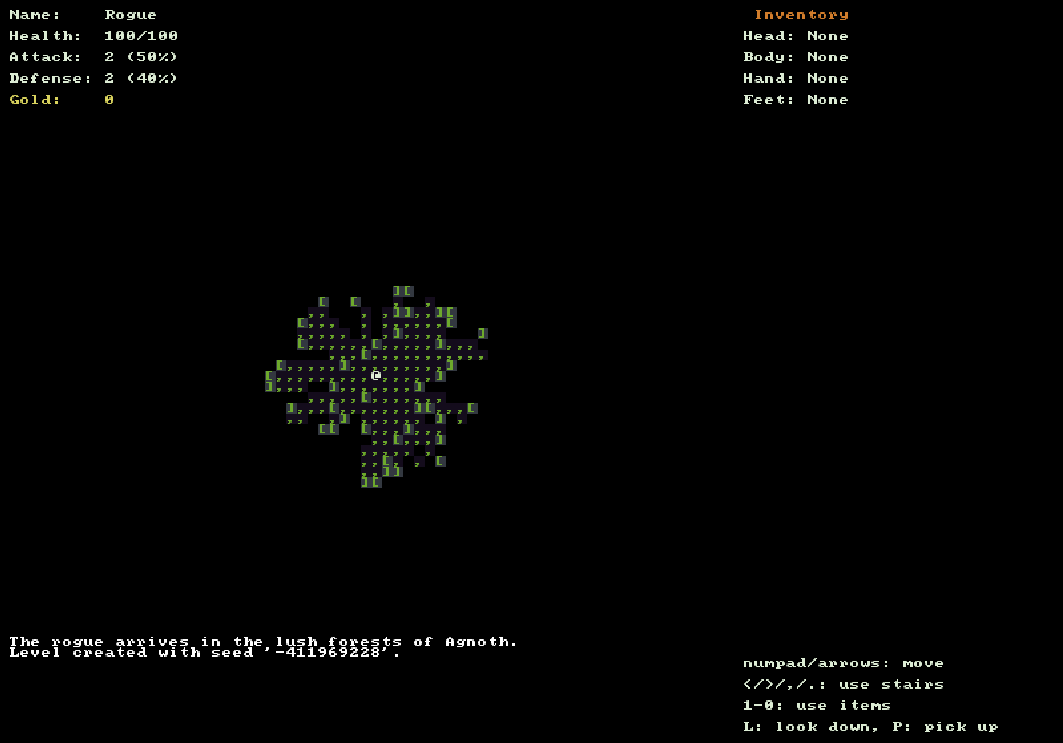 Name: Rogue
Health: 100/100
Attack: 2 (50%)
Defense: 2 (40%)
Gold: 0
Inventory
Head: None
Body: None
Hand: None
Feet: None
The rogue arrives in the lush forests of Agnoth.
Level created with seed '-411969228'.
numpad/arrows: move
</>/,/.: use stairs
1-0: use items
L: look down, P: pick up